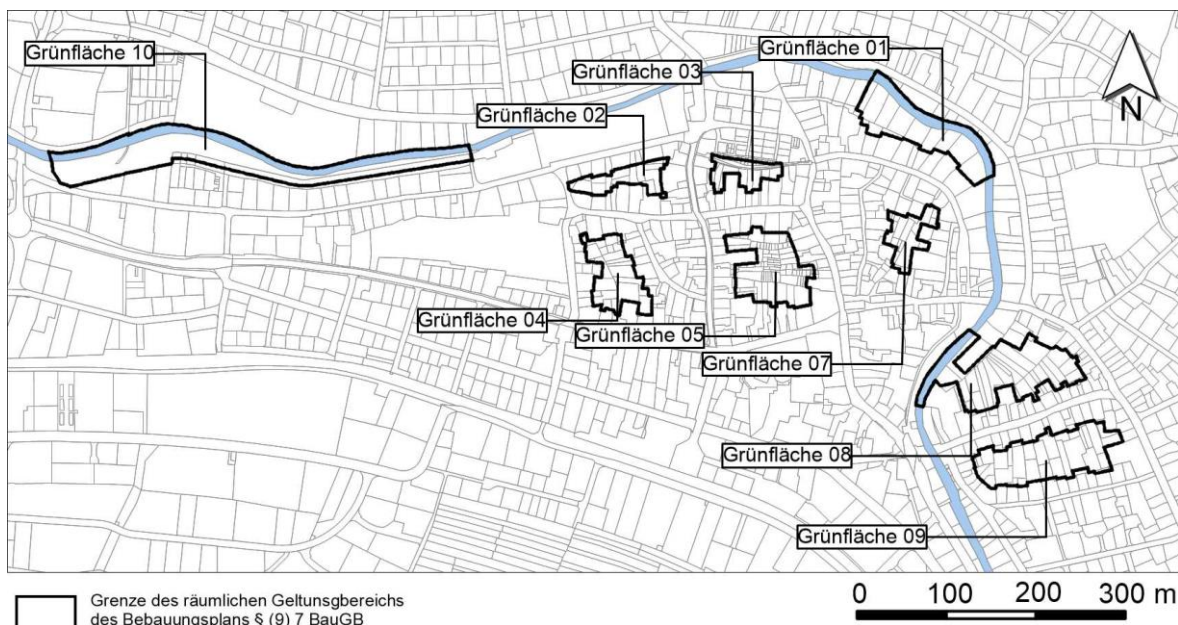 Grünfläche 10
Grünfläche 01
Grünfläche 03
Grünfläche 02
N
Grünfläche 04
Grünfläche 05
Grünfläche 07
Grünfläche 08
Grünfläche 09
Grenze des räumlichen Geltunsgbereichs
des Bebauungsplans § (9) 7 BauGB
0 100 200 300 m